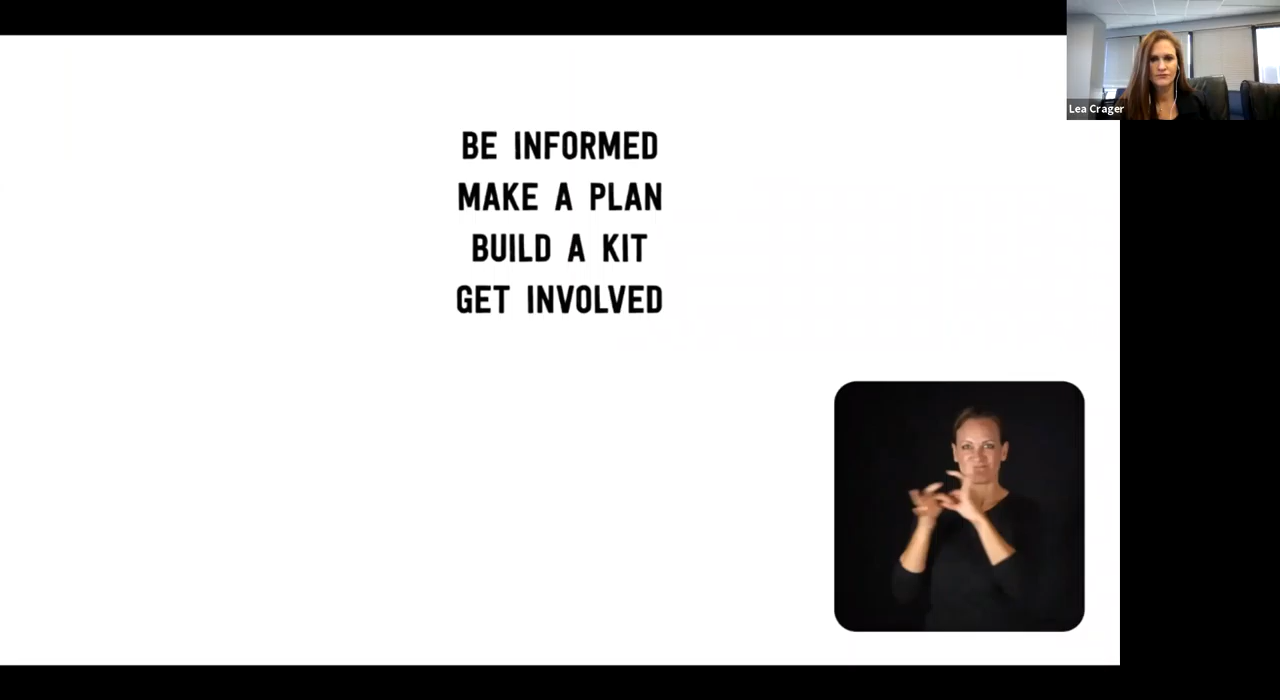 BE INFORMED
MAKE A PLAN
BUILD A KIT
GET INVOLVED
Lea Crager